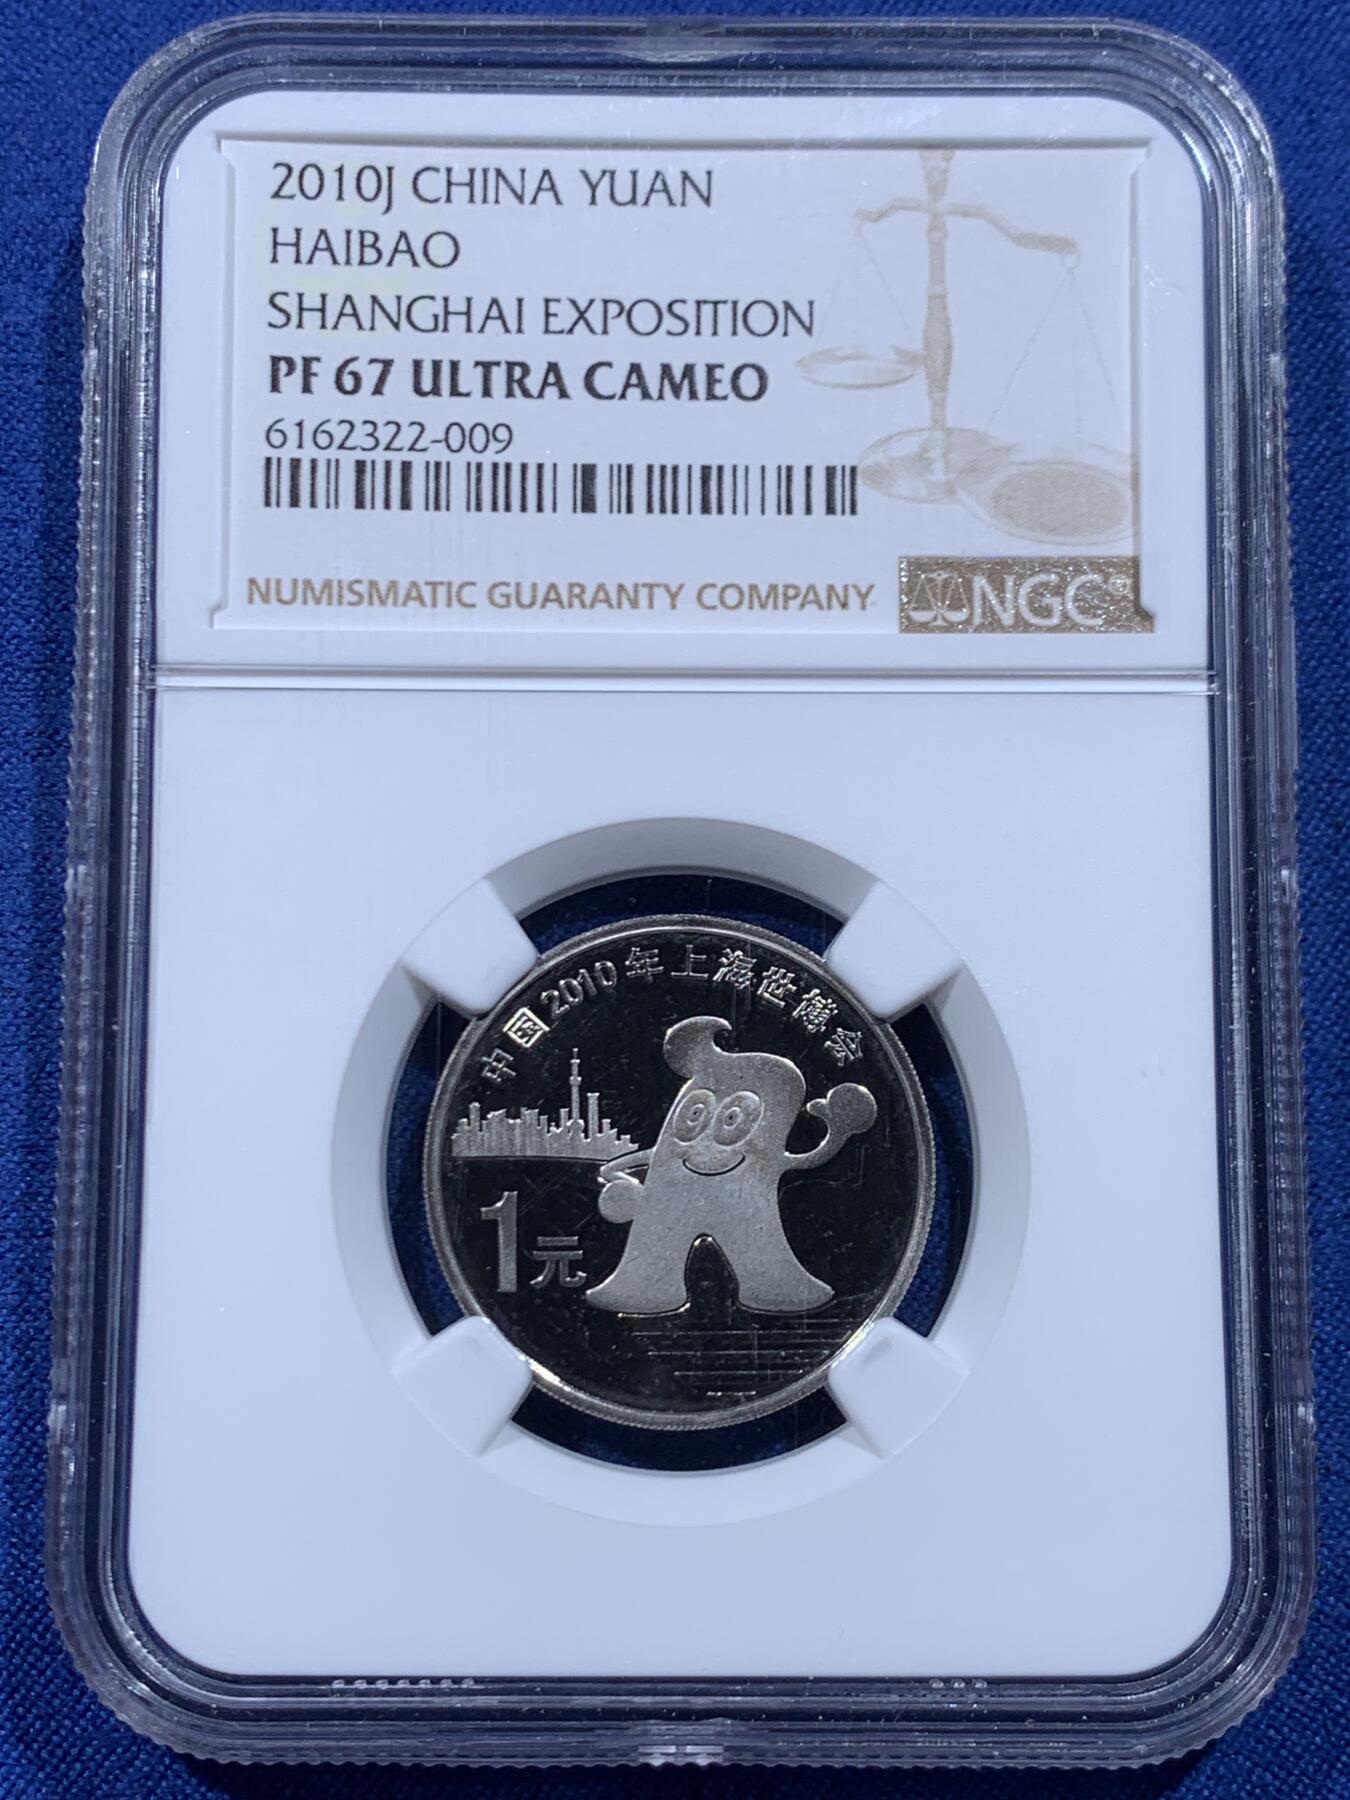 2010J CHINA YUAN
HAIBAO
SHANGHAI EXPOSITION
PF 67 ULTRA CAMEO
6162322-009
NUMISMATIC GUARANTY COMPANY
NGC®
中国2010年上海世博会
1元